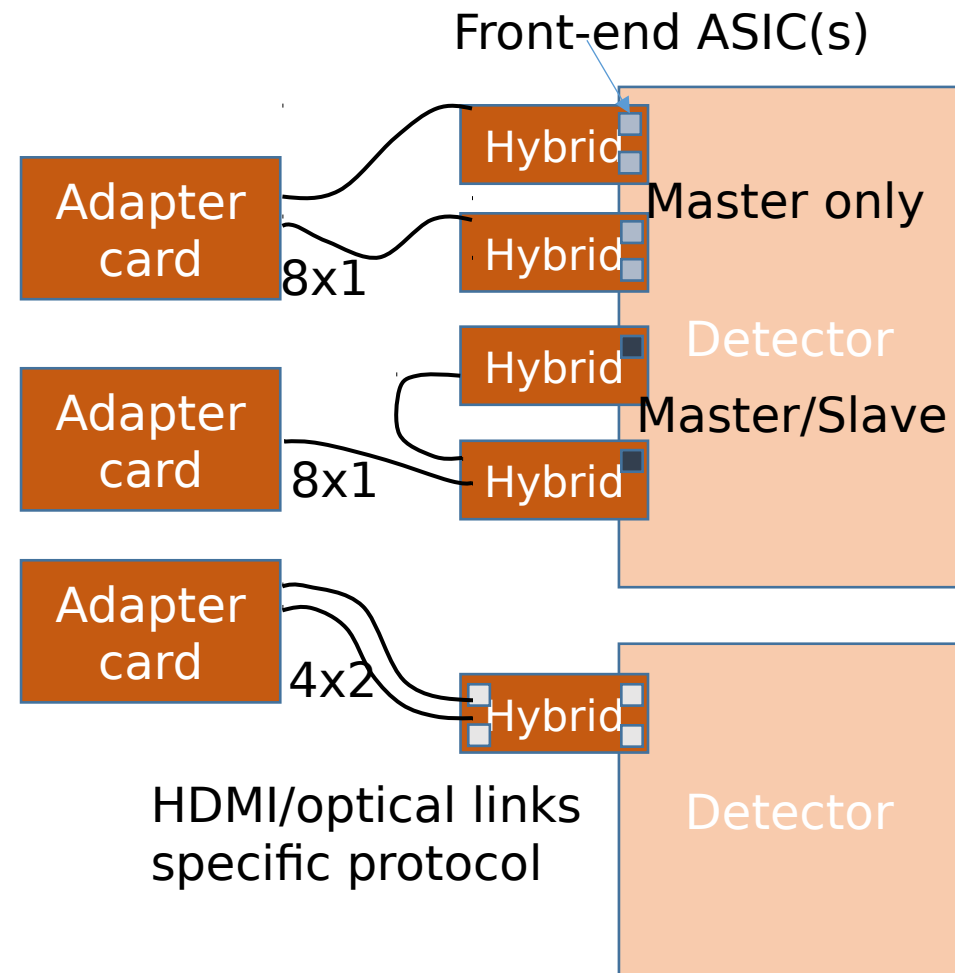 Front-end ASIC(s)
Hybrid
Adapter
card
Master only
Hybrid
8x1
Hybrid
Detector
Adapter
card
Master/Slave
Hybrid
8x1
Adapter
card
4x2
Hybrid
HDMI/optical links
specific protocol
Detector